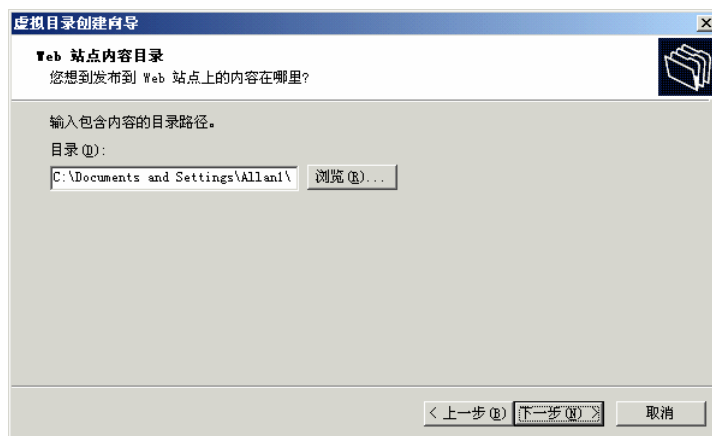 虚拟目录创建向导
Web 站点内容目录
您想到发布到 Web 站点上的内容在哪里?
输入包含内容的目录路径。
目录(D):
C:\Documents and Settings\Allan1\ 浏览(R)...
< 上一步(B) 下一步(N) > 取消